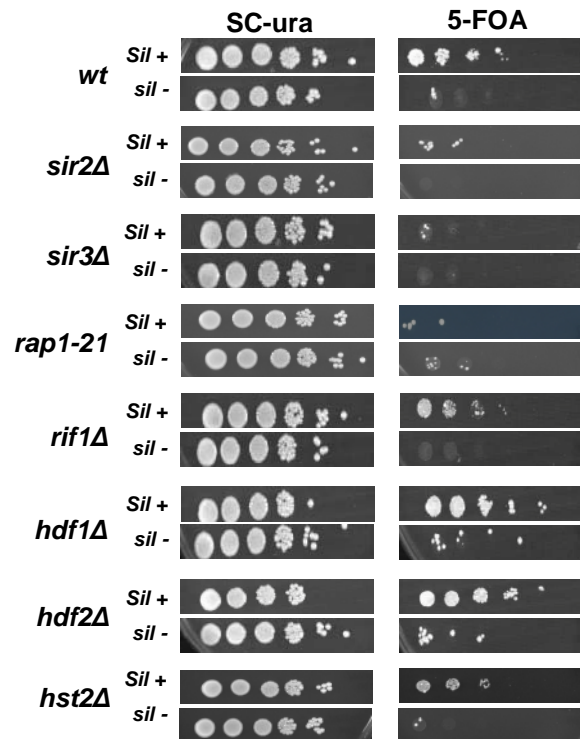 SC-ura 5-FOA
Sil +
wt
sil -
Sil +
sir2Δ
sil -
Sil +
sir3Δ
sil -
Sil +
rap1-21
sil -
Sil +
rif1Δ
sil -
Sil +
hdf1Δ
sil -
Sil +
hdf2Δ
sil -
Sil +
hst2Δ
sil -